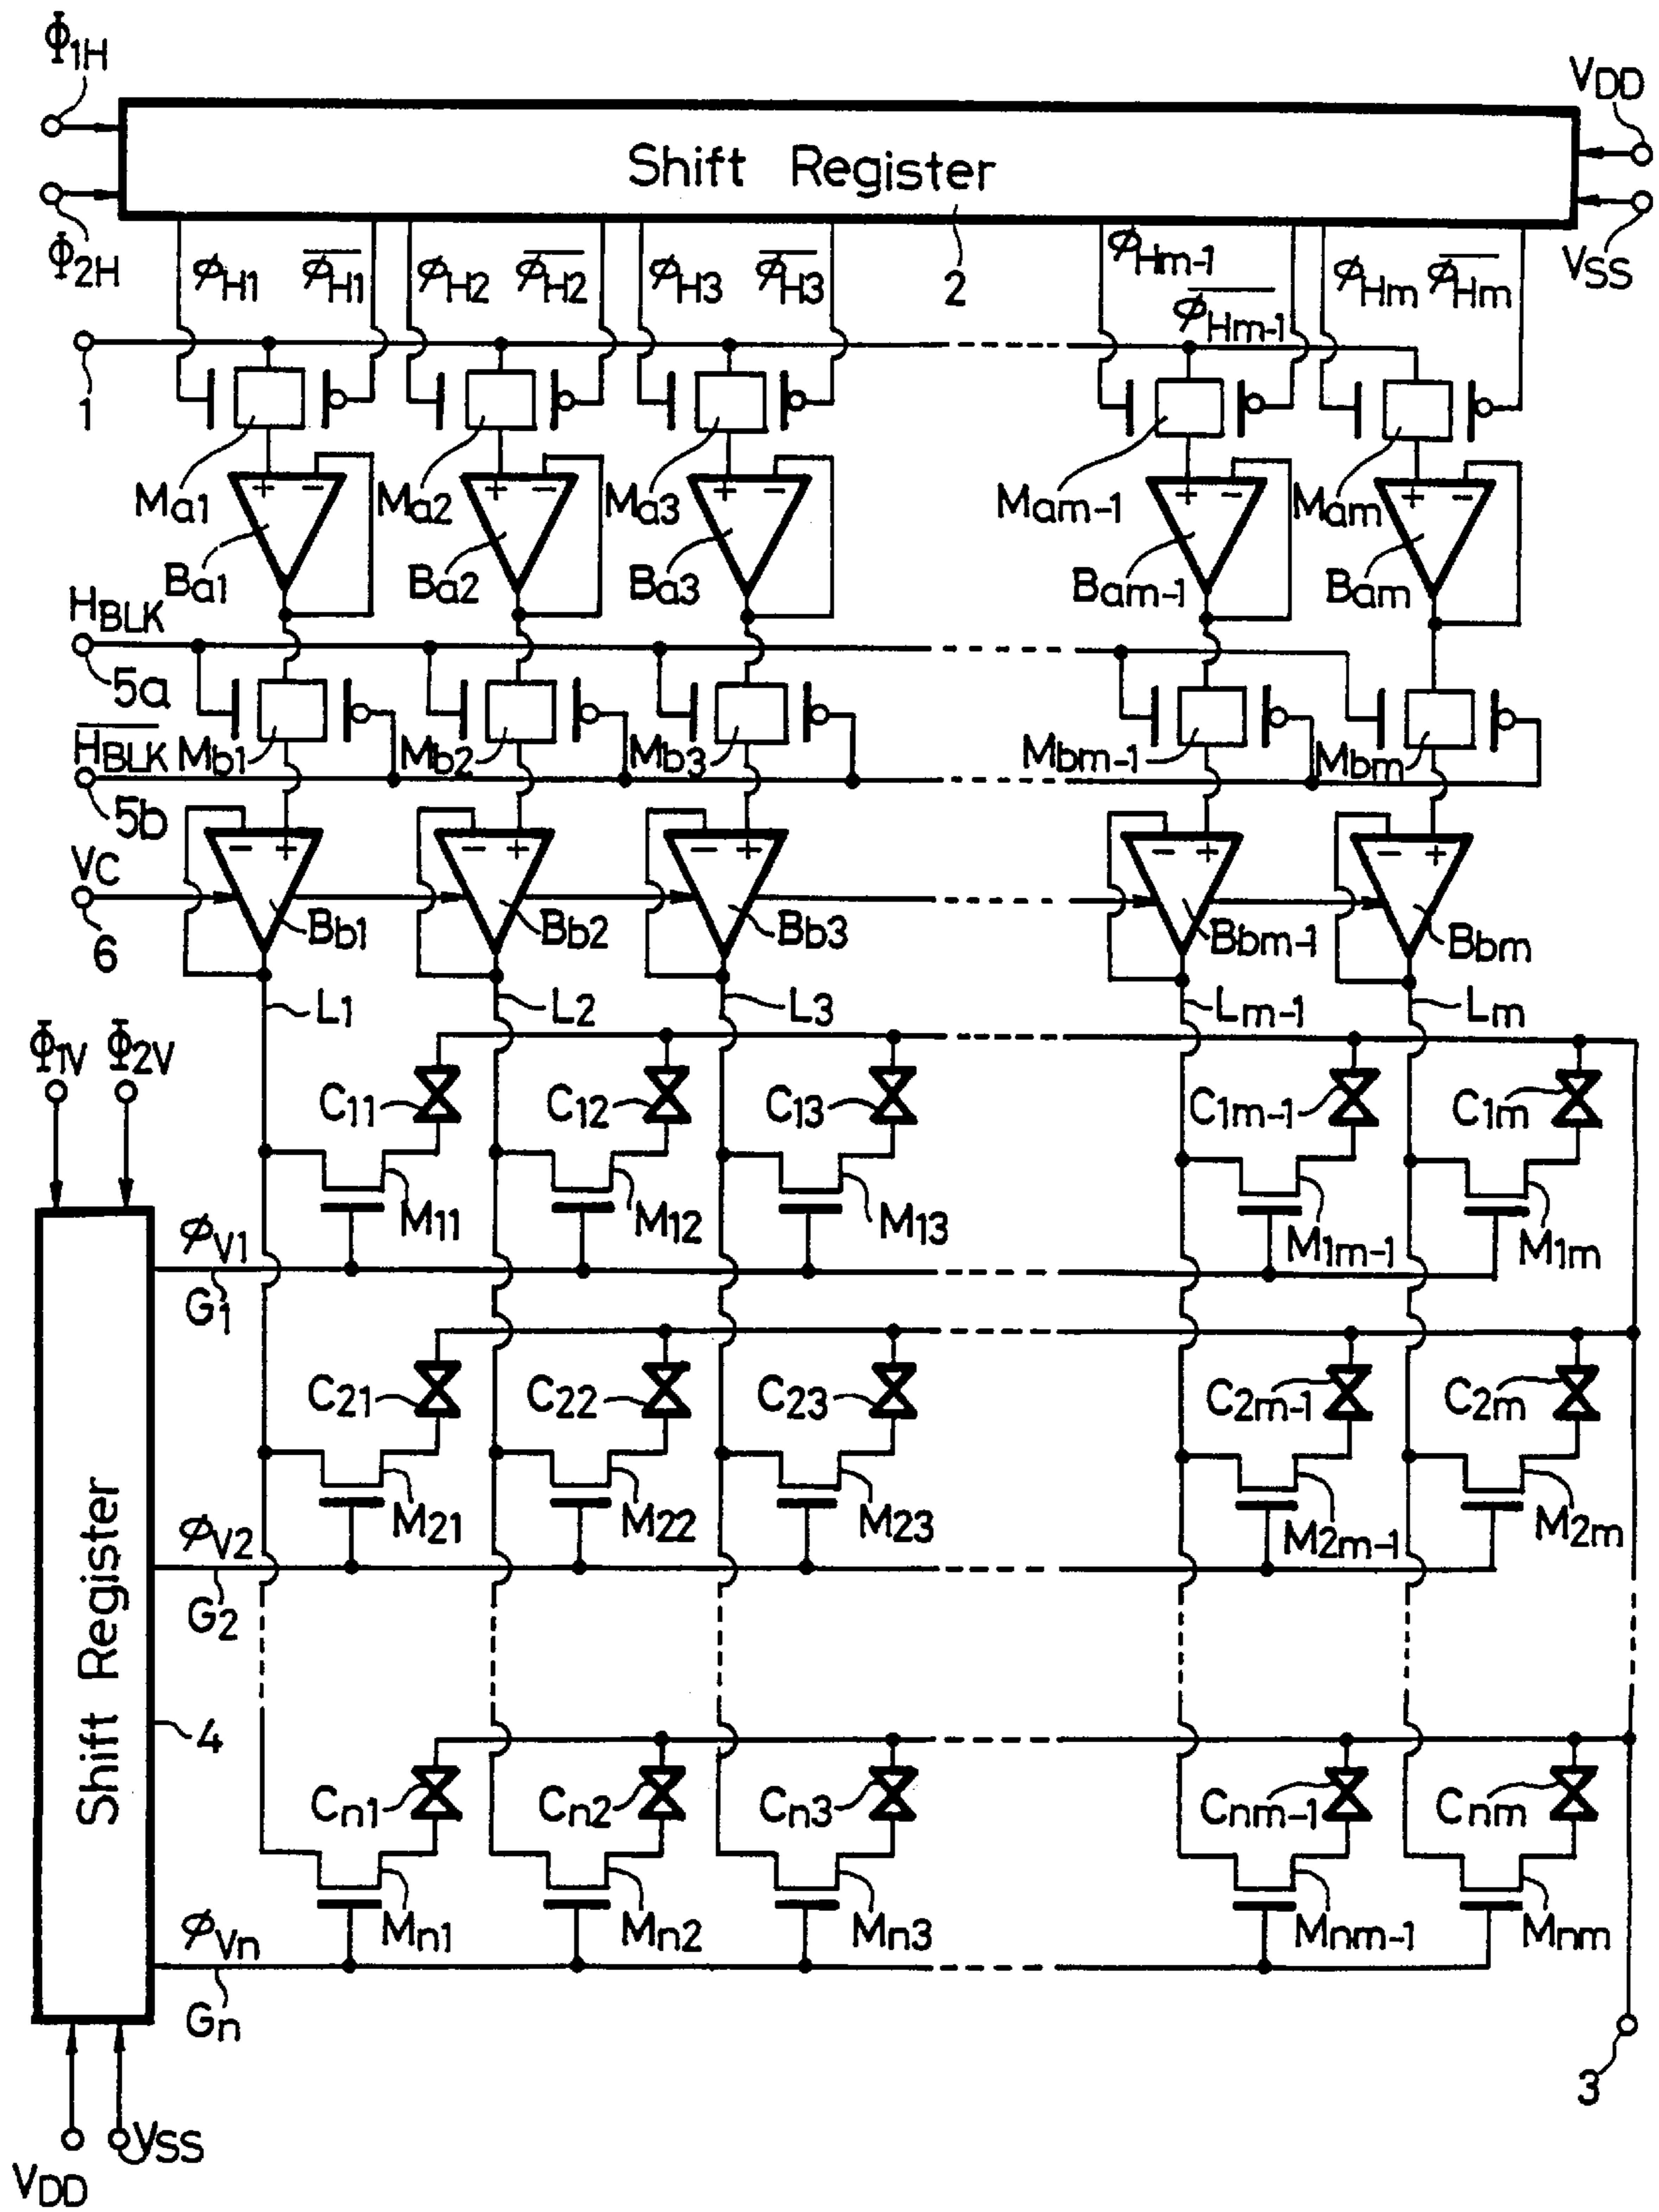 Φ1H
VDD
Shift Register
Φ2H
VSS
φH1 φH1̅ φH2 φH2̅ φH3 φH3̅ 2 φHm-1 φHm-1̅ φHm φHm̅
1
Ma1 Ma2 Ma3 Mam-1 Mam
+ − + − + − + − + −
Ba1 Ba2 Ba3 Bam-1 Bam
HBLK
5a
H̅B̅L̅K̅ Mb1 Mb2 Mb3 Mbm-1 Mbm
5b
− + − + − + − + − +
VC
6
Bb1 Bb2 Bb3 Bbm-1 Bbm
L1 L2 L3 Lm-1 Lm
Φ1V Φ2V
C11 C12 C13 C1m-1 C1m
M11 M12 M13 M1m-1 M1m
φV1
G1
C21 C22 C23 C2m-1 C2m
M21 M22 M23 M2m-1 M2m
φV2
G2
Shift Register
4
Cn1 Cn2 Cn3 Cnm-1 Cnm
Mn1 Mn2 Mn3 Mnm-1 Mnm
φVn
Gn
3
VSS
VDD